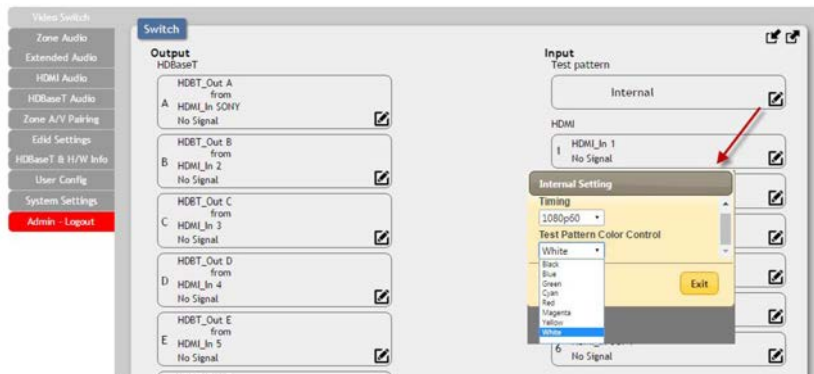 Video Switch
Zone Audio
Extended Audio
HDMI Audio
HDBaseT Audio
Zone A/V Pairing
Edid Settings
HDBaseT & H/W Info
User Config
System Settings
Admin - Logout
Switch
Output
HDBaseT
A
HDBT_Out A
from
HDMI_In SONY
No Signal
B
HDBT_Out B
from
HDMI_In 2
No Signal
C
HDBT_Out C
from
HDMI_In 3
No Signal
D
HDBT_Out D
from
HDMI_In 4
No Signal
E
HDBT_Out E
from
HDMI_In 5
No Signal
Input
Test pattern
Internal
HDMI
1
HDMI_In 1
No Signal
Internal Setting
Timing
1080p60
Test Pattern Color Control
White
Black
Blue
Green
Cyan
Red
Magenta
Yellow
White
Exit
6
No Signal